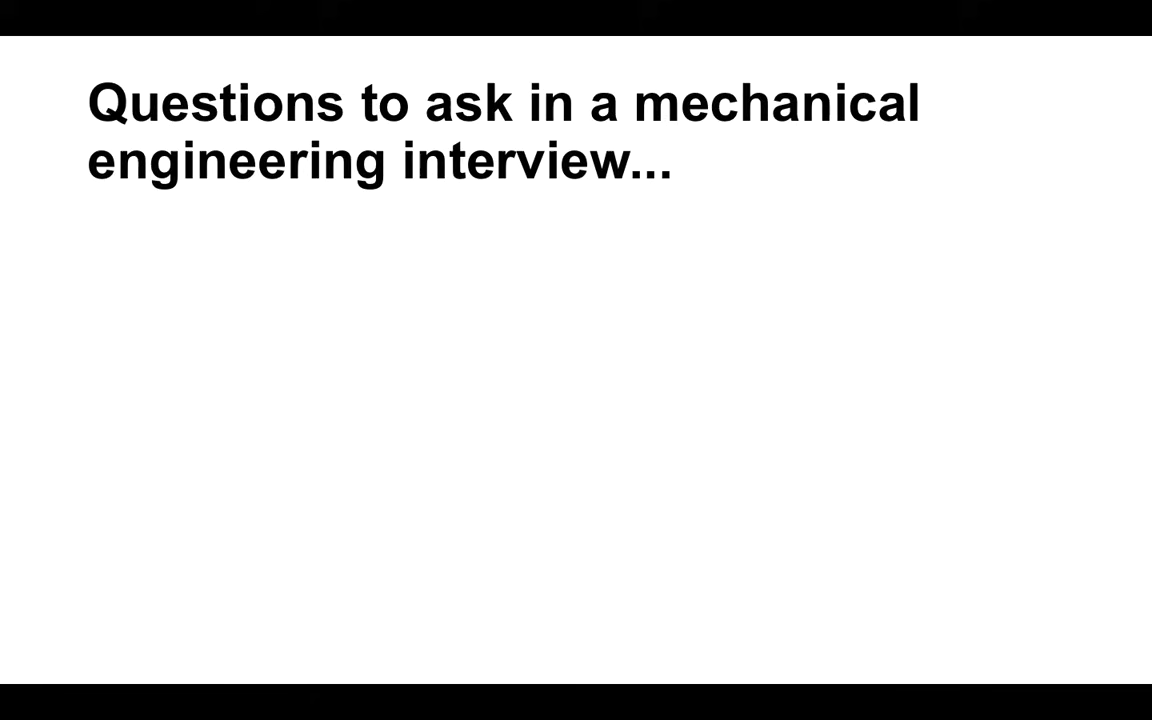 Questions to ask in a mechanical
engineering interview...